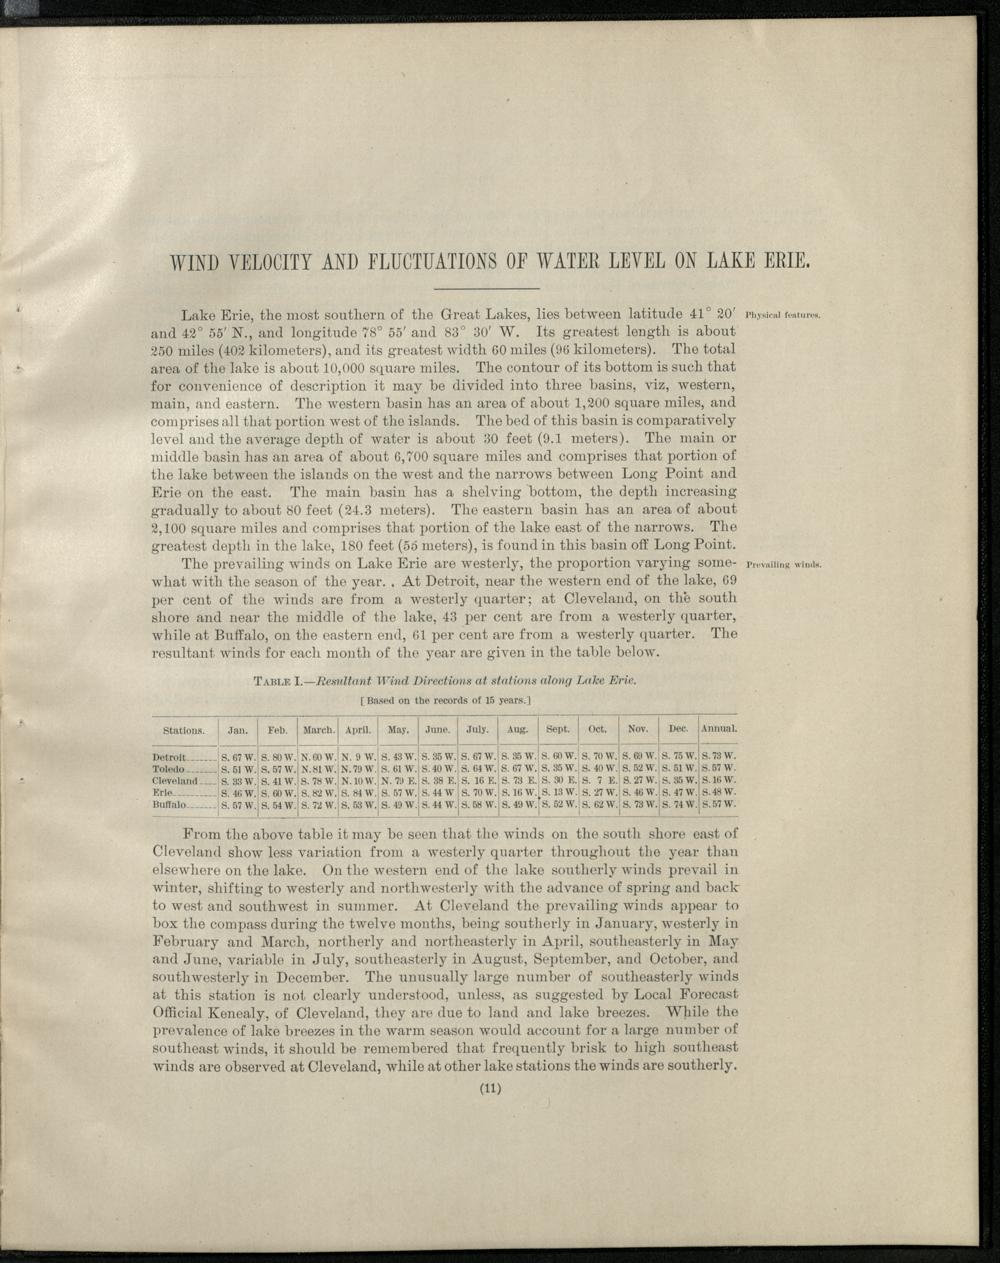 WIND VELOCITY AND FLUCTUATIONS OF WATER LEVEL ON LAKE ERIE.
Lake Erie, the most southern of the Great Lakes, lies between latitude 41° 20′ Physical features.
and 42° 55′ N., and longitude 78° 55′ and 83° 30′ W. Its greatest length is about
250 miles (402 kilometers), and its greatest width 60 miles (96 kilometers). The total
area of the lake is about 10,000 square miles. The contour of its bottom is such that
for convenience of description it may be divided into three basins, viz, western,
main, and eastern. The western basin has an area of about 1,200 square miles, and
comprises all that portion west of the islands. The bed of this basin is comparatively
level and the average depth of water is about 30 feet (9.1 meters). The main or
middle basin has an area of about 6,700 square miles and comprises that portion of
the lake between the islands on the west and the narrows between Long Point and
Erie on the east. The main basin has a shelving bottom, the depth increasing
gradually to about 80 feet (24.3 meters). The eastern basin has an area of about
2,100 square miles and comprises that portion of the lake east of the narrows. The
greatest depth in the lake, 180 feet (55 meters), is found in this basin off Long Point.
The prevailing winds on Lake Erie are westerly, the proportion varying some- Prevailing winds.
what with the season of the year. . At Detroit, near the western end of the lake, 69
per cent of the winds are from a westerly quarter; at Cleveland, on the south
shore and near the middle of the lake, 43 per cent are from a westerly quarter,
while at Buffalo, on the eastern end, 61 per cent are from a westerly quarter. The
resultant winds for each month of the year are given in the table below.
TABLE I.—Resultant Wind Directions at stations along Lake Erie.
[Based on the records of 15 years.]
Stations. Jan. Feb. March. April. May. June. July. Aug. Sept. Oct. Nov. Dec. Annual.
Detroit S. 67 W. S. 80 W. N. 60 W. N. 9 W. S. 43 W. S. 35 W. S. 67 W. S. 35 W. S. 60 W. S. 70 W. S. 69 W. S. 75 W. S. 73 W.
Toledo S. 51 W. S. 57 W. N. 81 W. N. 79 W. S. 61 W. S. 40 W. S. 64 W. S. 67 W. S. 35 W. S. 40 W. S. 52 W. S. 51 W. S. 57 W.
Cleveland S. 33 W. S. 41 W. S. 78 W. N. 10 W. N. 79 E. S. 38 E. S. 16 E. S. 73 E. S. 30 E. S. 7 E. S. 27 W. S. 35 W. S. 16 W.
Erie S. 46 W. S. 60 W. S. 82 W. S. 84 W. S. 57 W. S. 44 W. S. 70 W. S. 16 W. S. 13 W. S. 27 W. S. 46 W. S. 47 W. S. 48 W.
Buffalo S. 57 W. S. 54 W. S. 72 W. S. 53 W. S. 49 W. S. 44 W. S. 58 W. S. 49 W. S. 52 W. S. 62 W. S. 73 W. S. 74 W. S. 57 W.
From the above table it may be seen that the winds on the south shore east of
Cleveland show less variation from a westerly quarter throughout the year than
elsewhere on the lake. On the western end of the lake southerly winds prevail in
winter, shifting to westerly and northwesterly with the advance of spring and back
to west and southwest in summer. At Cleveland the prevailing winds appear to
box the compass during the twelve months, being southerly in January, westerly in
February and March, northerly and northeasterly in April, southeasterly in May
and June, variable in July, southeasterly in August, September, and October, and
southwesterly in December. The unusually large number of southeasterly winds
at this station is not clearly understood, unless, as suggested by Local Forecast
Official Kenealy, of Cleveland, they are due to land and lake breezes. While the
prevalence of lake breezes in the warm season would account for a large number of
southeast winds, it should be remembered that frequently brisk to high southeast
winds are observed at Cleveland, while at other lake stations the winds are southerly.
(11)